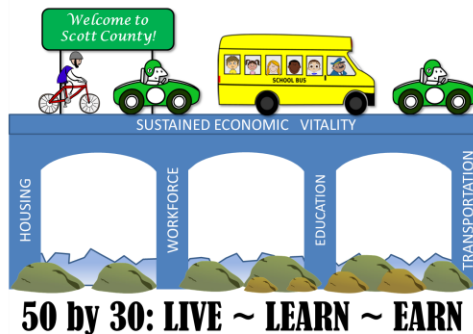 Welcome to
Scott County!
SCHOOL BUS
SUSTAINED ECONOMIC VITALITY
HOUSING
WORKFORCE
EDUCATION
TRANSPORTATION
50 by 30: LIVE ~ LEARN ~ EARN